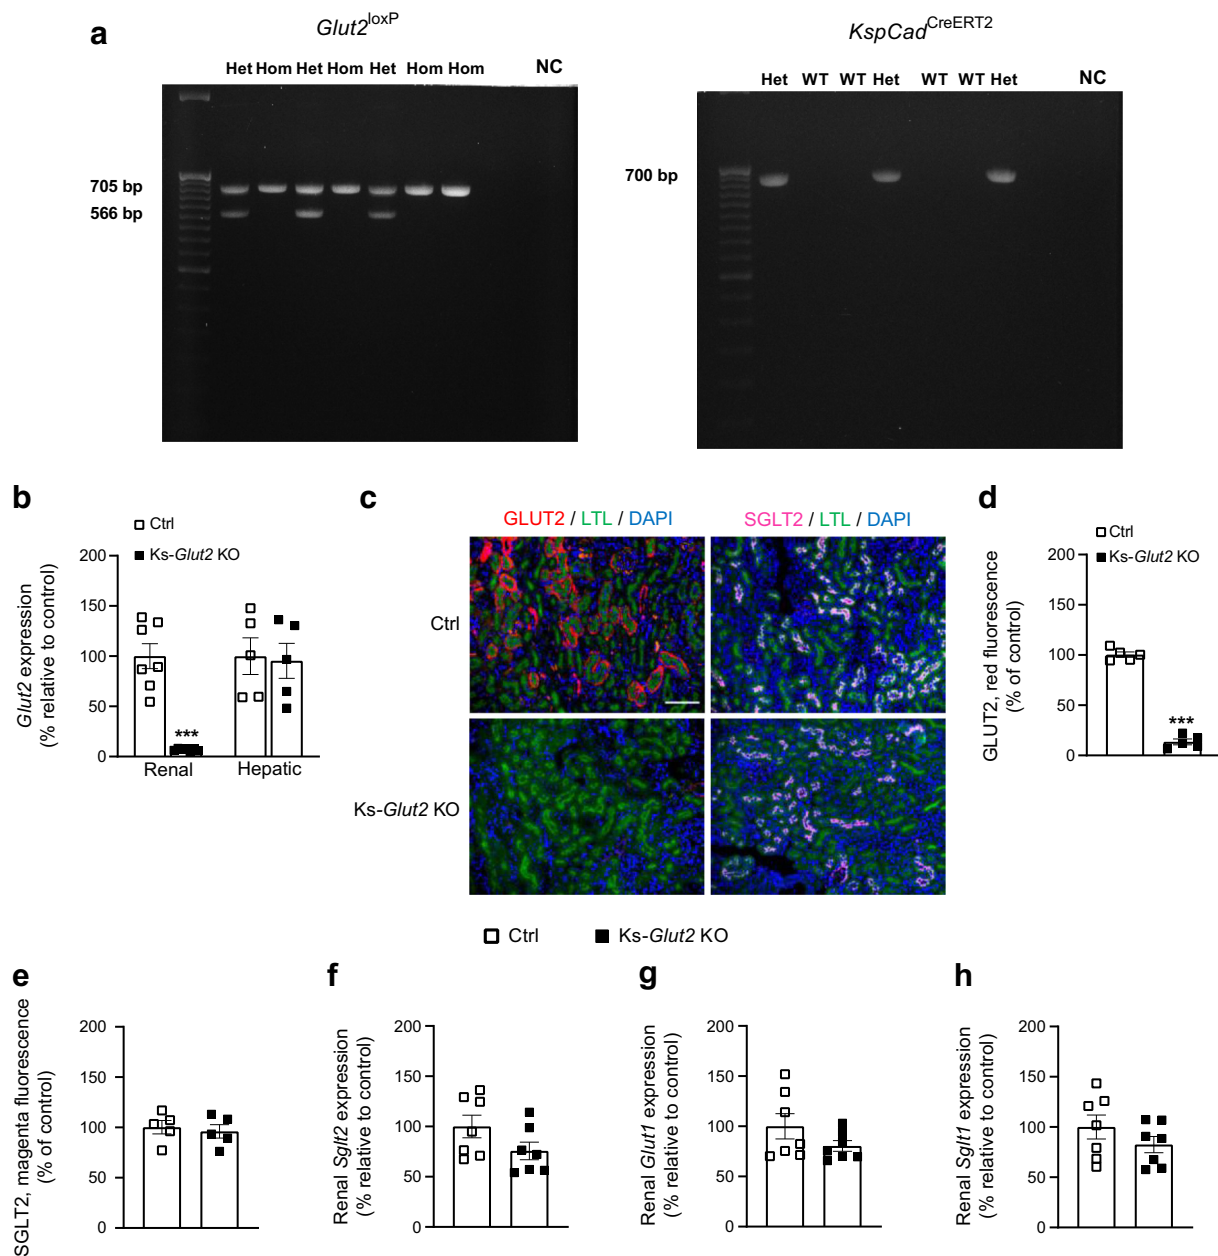 a
Glut2loxP
KspCadCreERT2
Het Hom Het Hom Het Hom Hom NC
Het WT WT Het WT WT Het NC
705 bp
566 bp
700 bp
b
Ctrl
Ks-Glut2 KO
Glut2 expression
(% relative to control)
200
150
100
50
0
***
Renal Hepatic
c
GLUT2 / LTL / DAPI
SGLT2 / LTL / DAPI
Ctrl
Ks-Glut2 KO
d
Ctrl
Ks-Glut2 KO
GLUT2, red fluorescence
(% of control)
200
150
100
50
0
***
Ctrl Ks-Glut2 KO
e
SGLT2, magenta fluorescence
(% of control)
200
150
100
50
0
f
Renal Sglt2 expression
(% relative to control)
200
150
100
50
0
g
Renal Glut1 expression
(% relative to control)
200
150
100
50
0
h
Renal Sglt1 expression
(% relative to control)
200
150
100
50
0